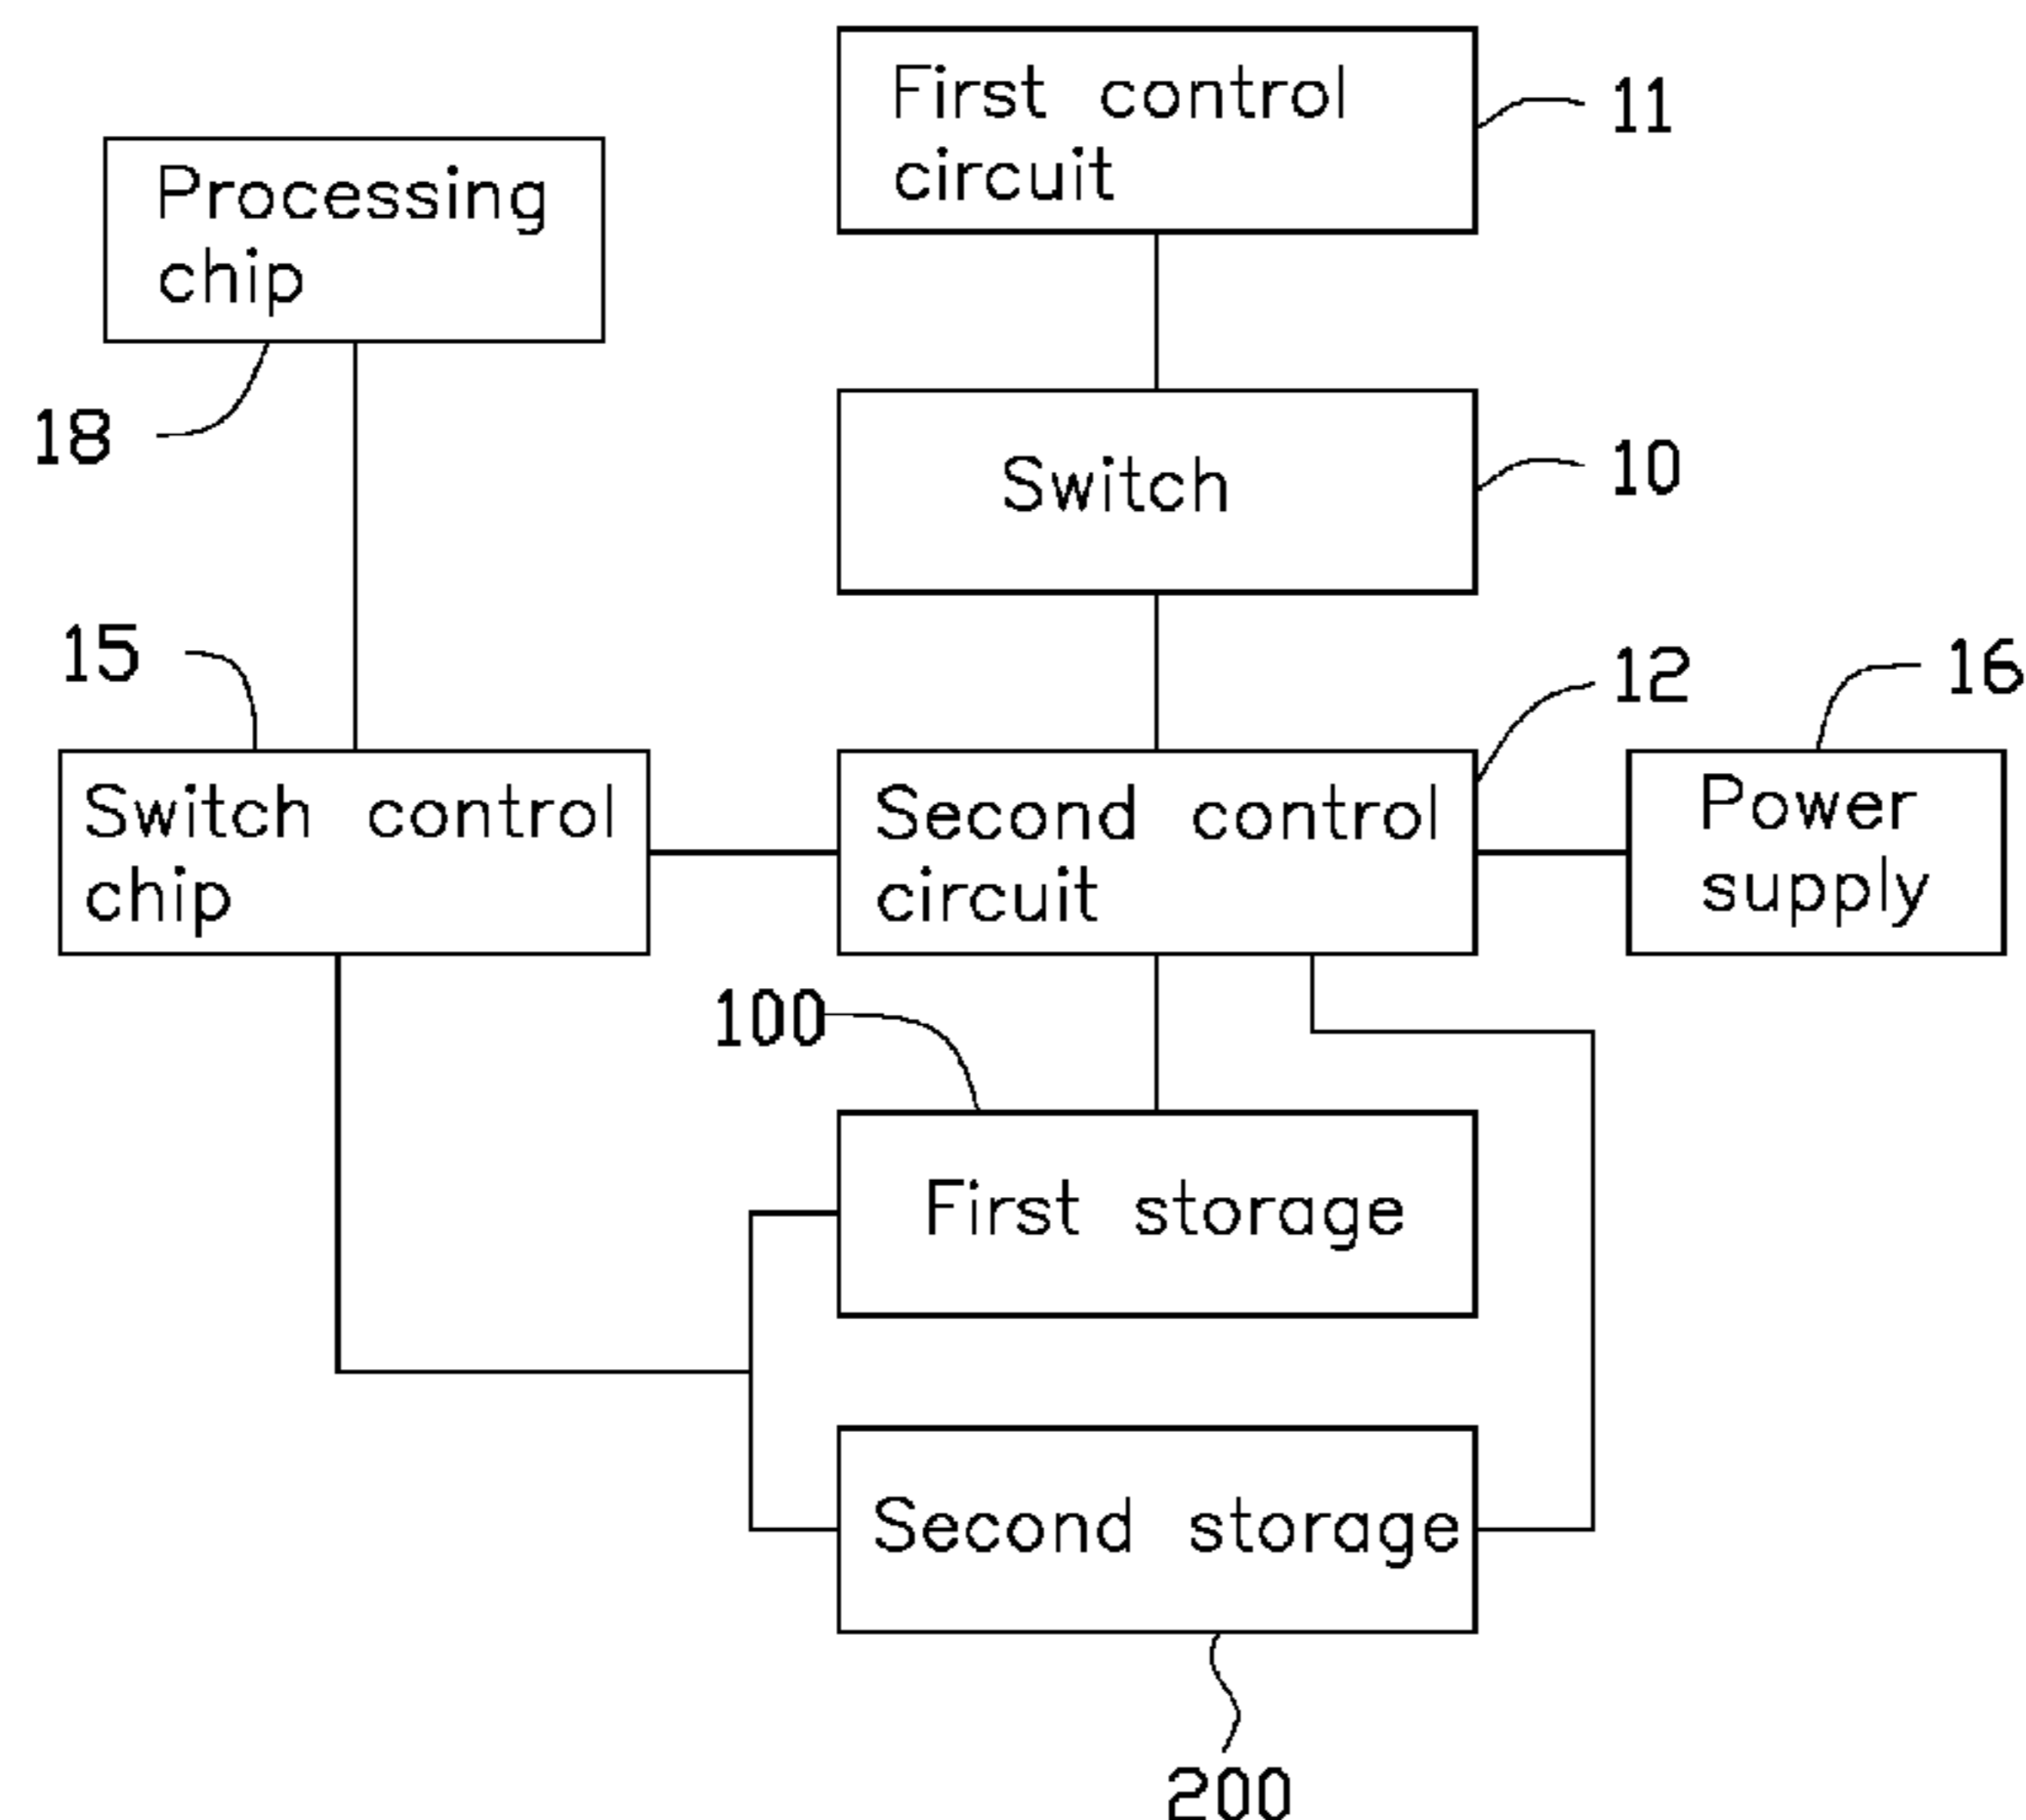 First control
circuit
11
Processing
chip
18
Switch
10
15
12
16
Switch control
chip
Second control
circuit
Power
supply
100
First storage
Second storage
200